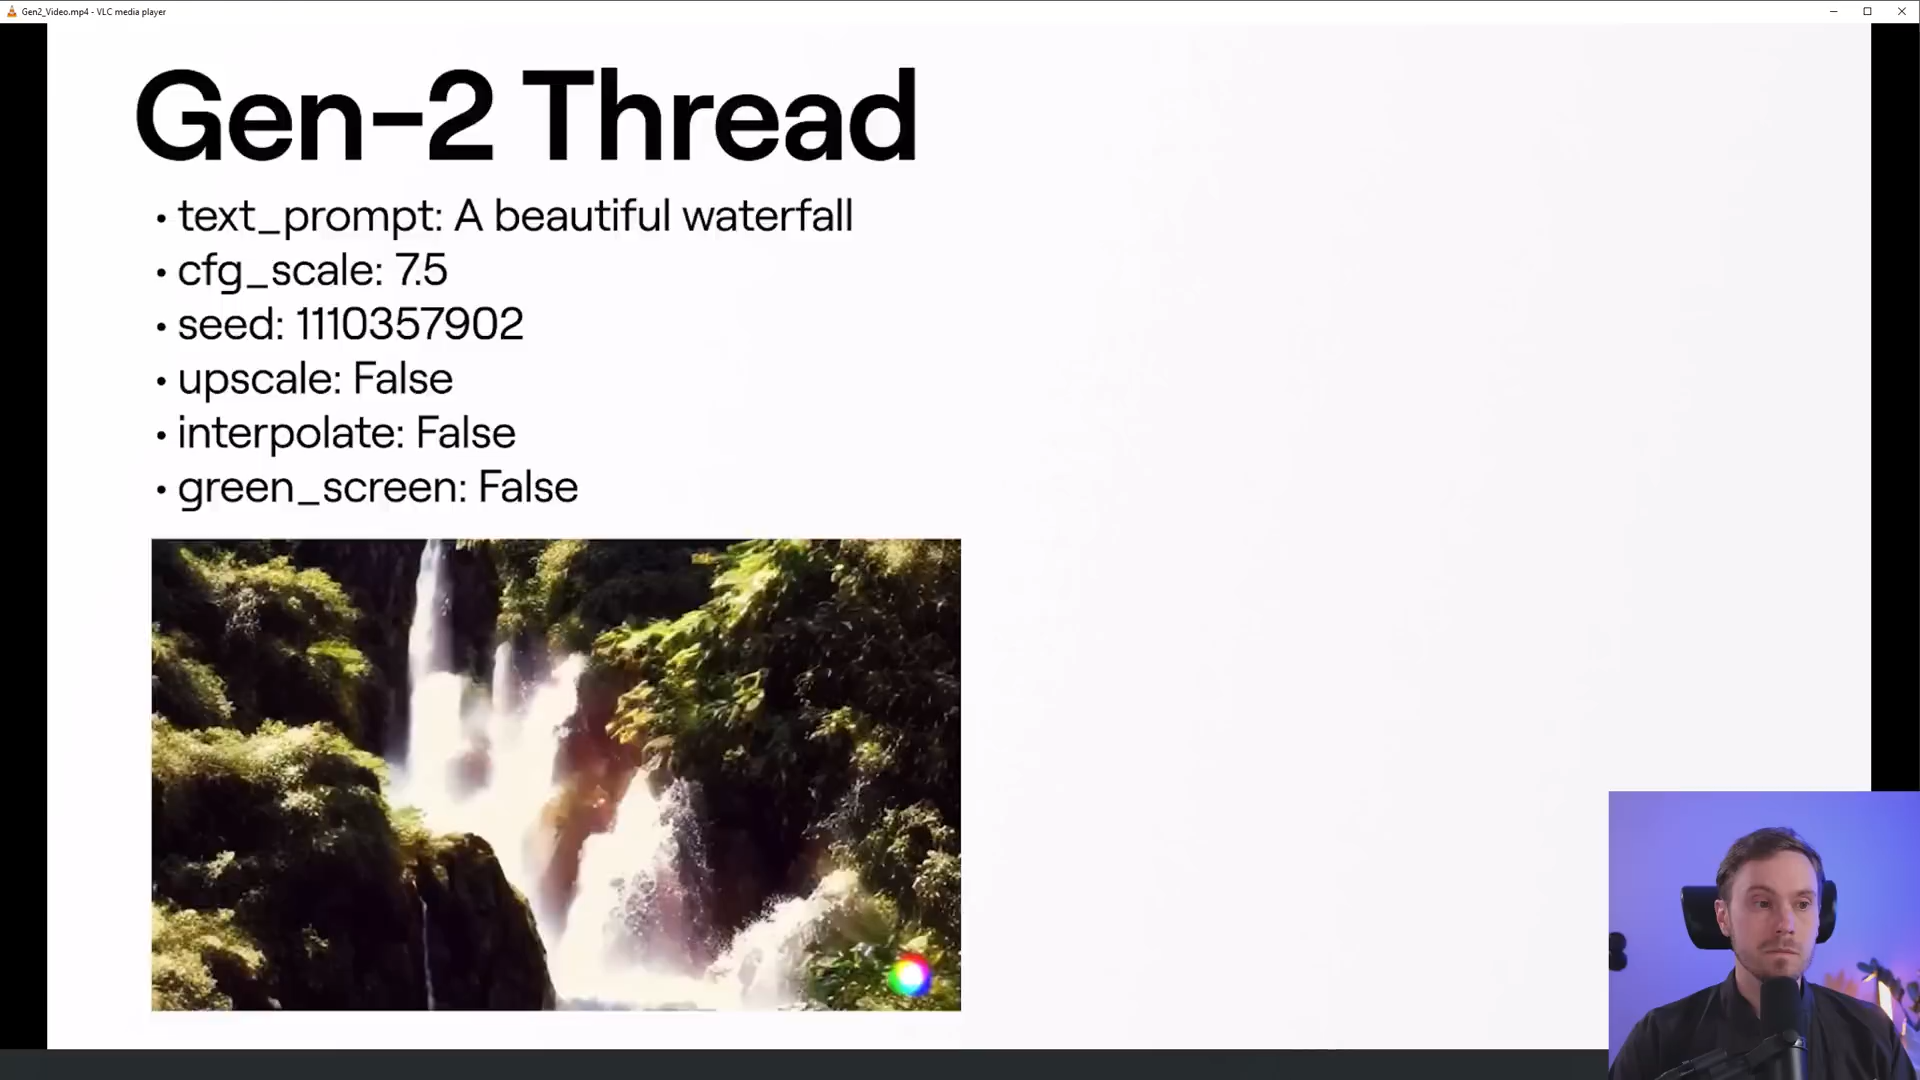 Gen2_Video.mp4 - VLC media player
Gen-2 Thread
• text_prompt: A beautiful waterfall
• cfg_scale: 7.5
• seed: 1110357902
• upscale: False
• interpolate: False
• green_screen: False